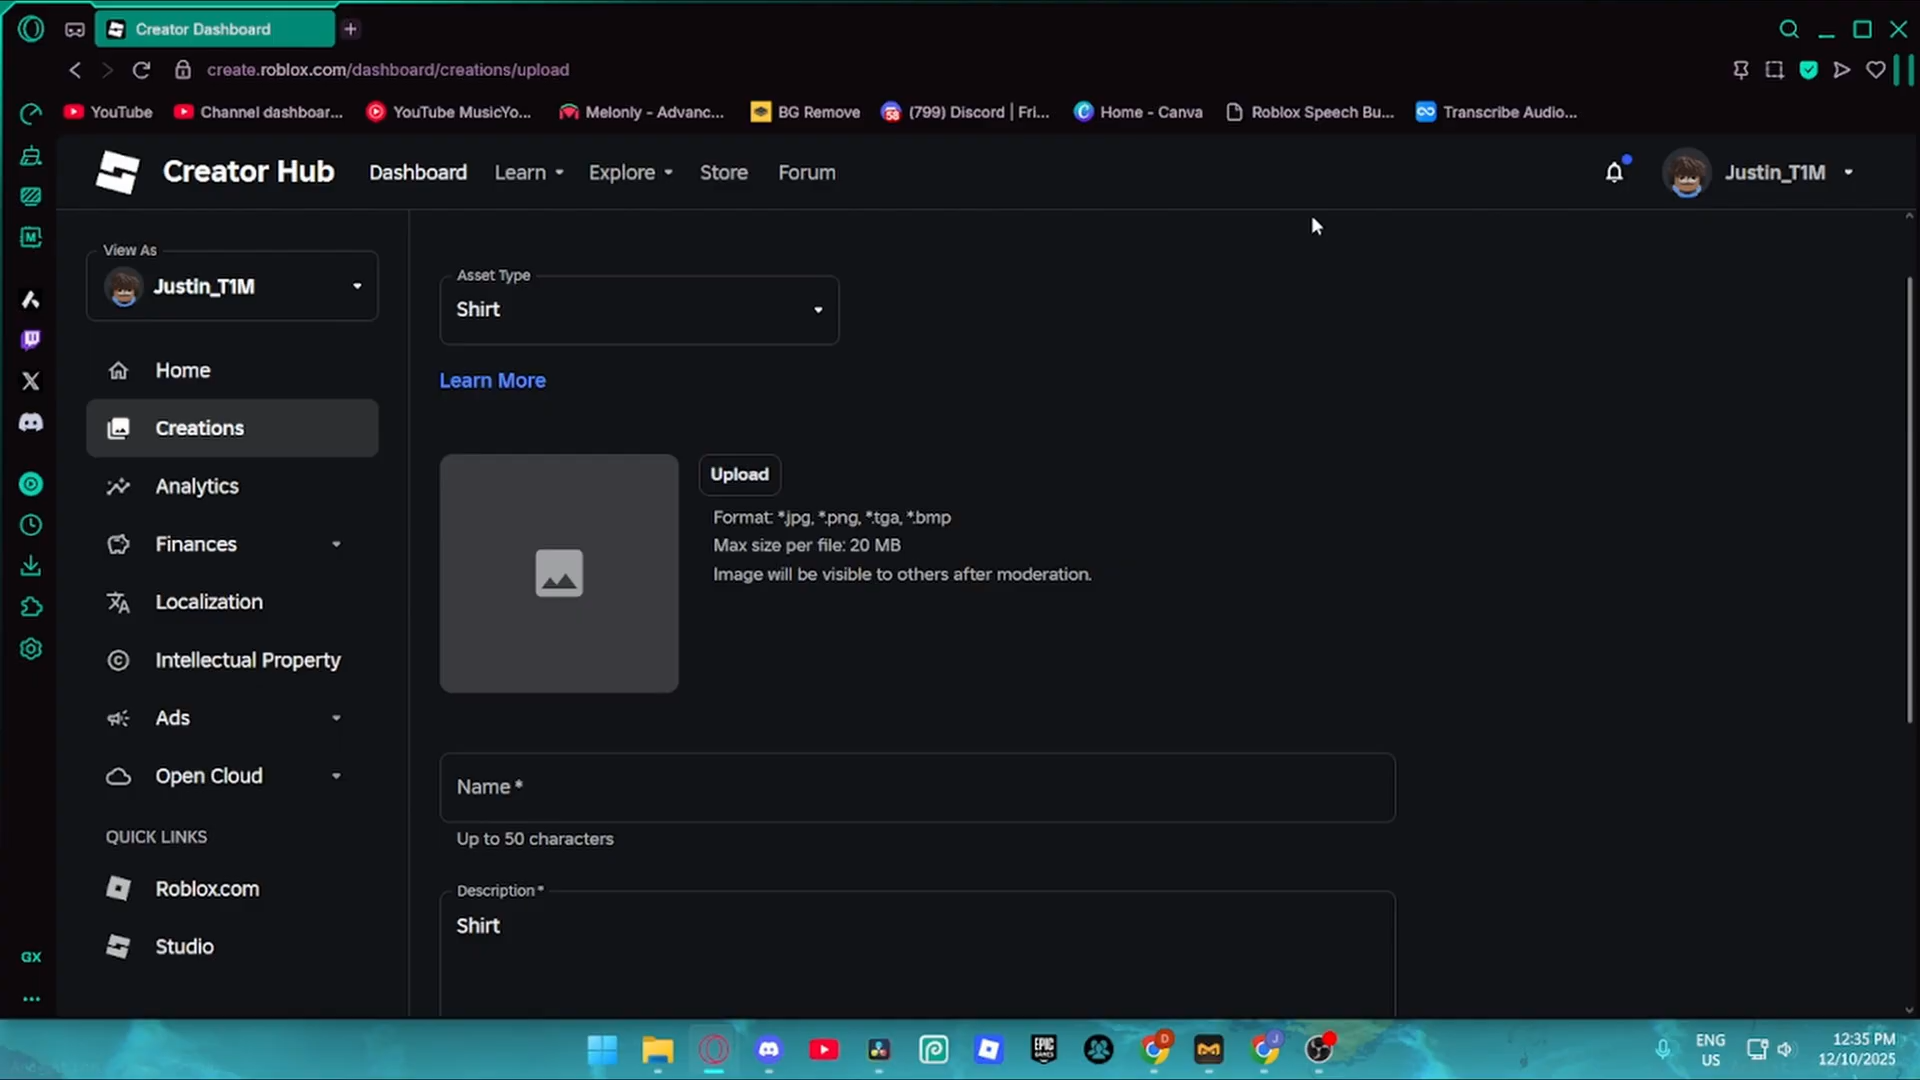 Creator Dashboard
create.roblox.com/dashboard/creations/upload
YouTube
Channel dashboar...
YouTube MusicYo...
Melonly - Advanc...
BG Remove
(799) Discord | Fri...
Home - Canva
Roblox Speech Bu...
Transcribe Audio...
Creator Hub
Dashboard
Learn
Explore
Store
Forum
Justin_T1M
View As
Justin_T1M
Home
Creations
Analytics
Finances
Localization
Intellectual Property
Ads
Open Cloud
QUICK LINKS
Roblox.com
Studio
GX
Asset Type
Shirt
Learn More
Upload
Format: *.jpg, *.png, *.tga, *.bmp
Max size per file: 20 MB
Image will be visible to others after moderation.
Name *
Up to 50 characters
Description *
Shirt
EPIC
GAMES
D
J
ENG
US
12:35 PM
12/10/2025